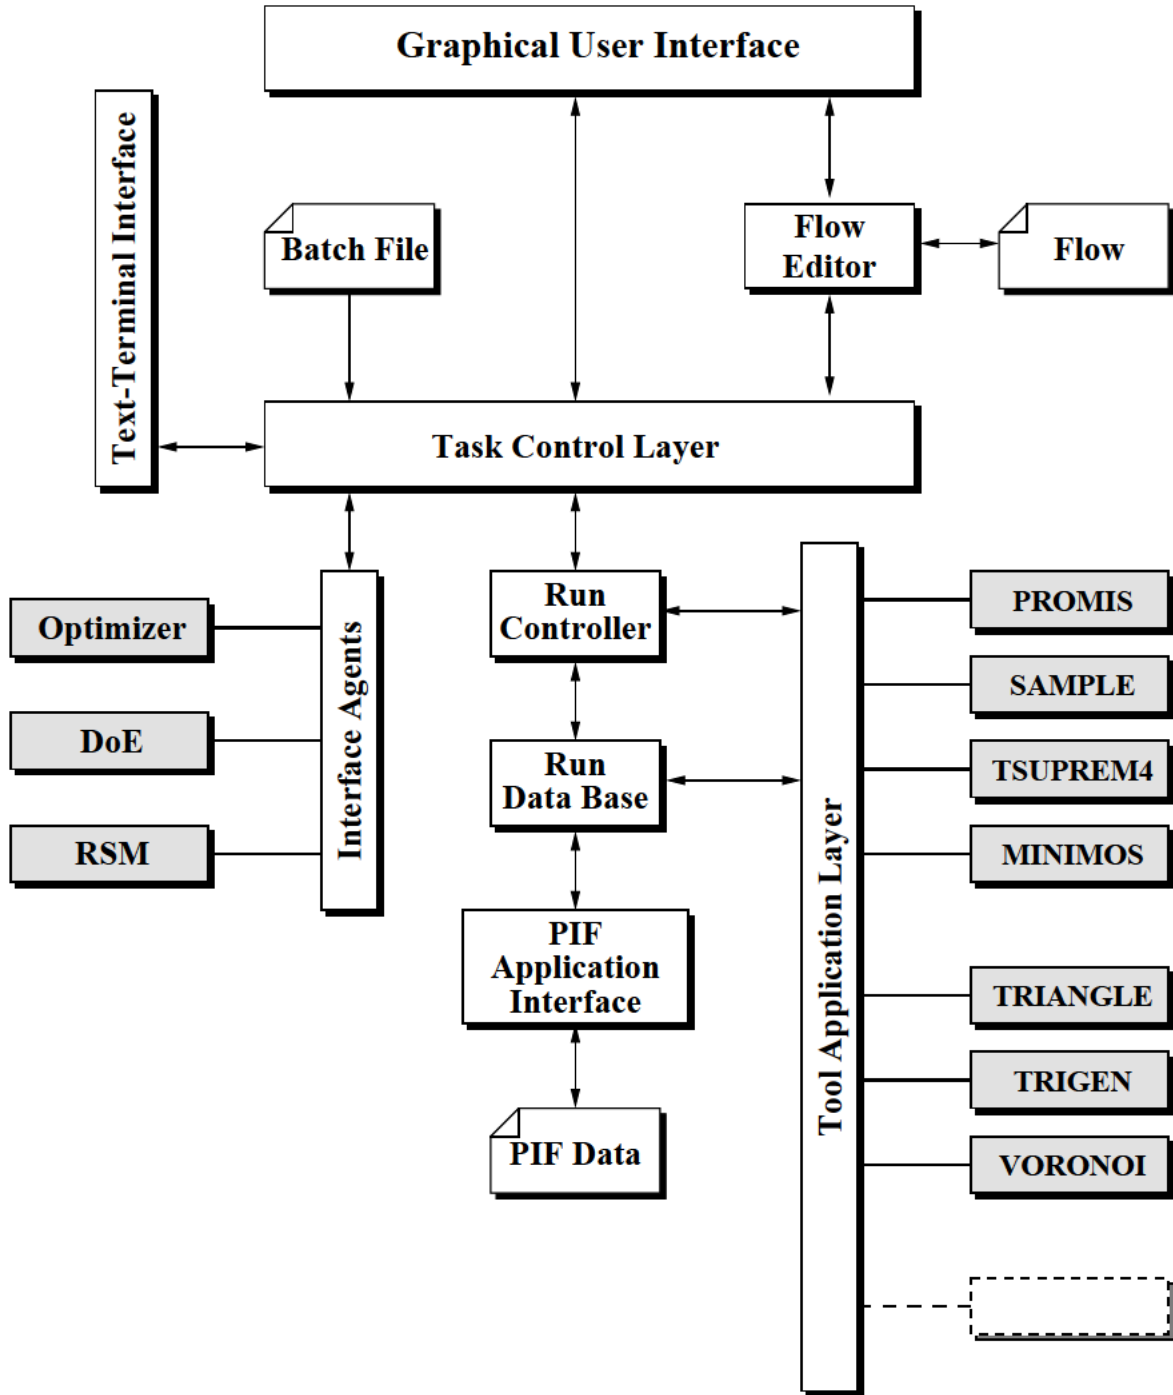 Graphical User Interface
Text-Terminal Interface
Batch File
Flow
Editor
Flow
Task Control Layer
Optimizer
DoE
RSM
Interface Agents
Run
Controller
Run
Data Base
PIF
Application
Interface
PIF Data
Tool Application Layer
PROMIS
SAMPLE
TSUPREM4
MINIMOS
TRIANGLE
TRIGEN
VORONOI